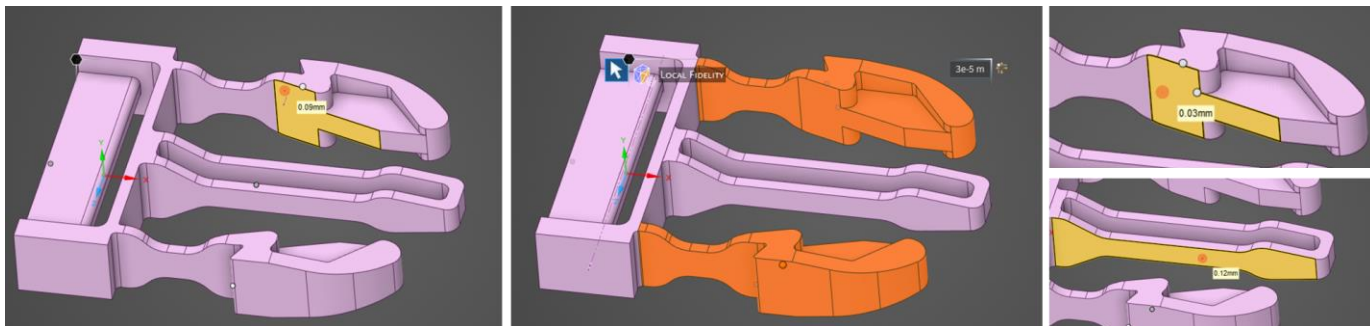 0.09mm
Y
X
LOCAL FIDELITY
3e-5 m
Y
X
0.03mm
0.12mm